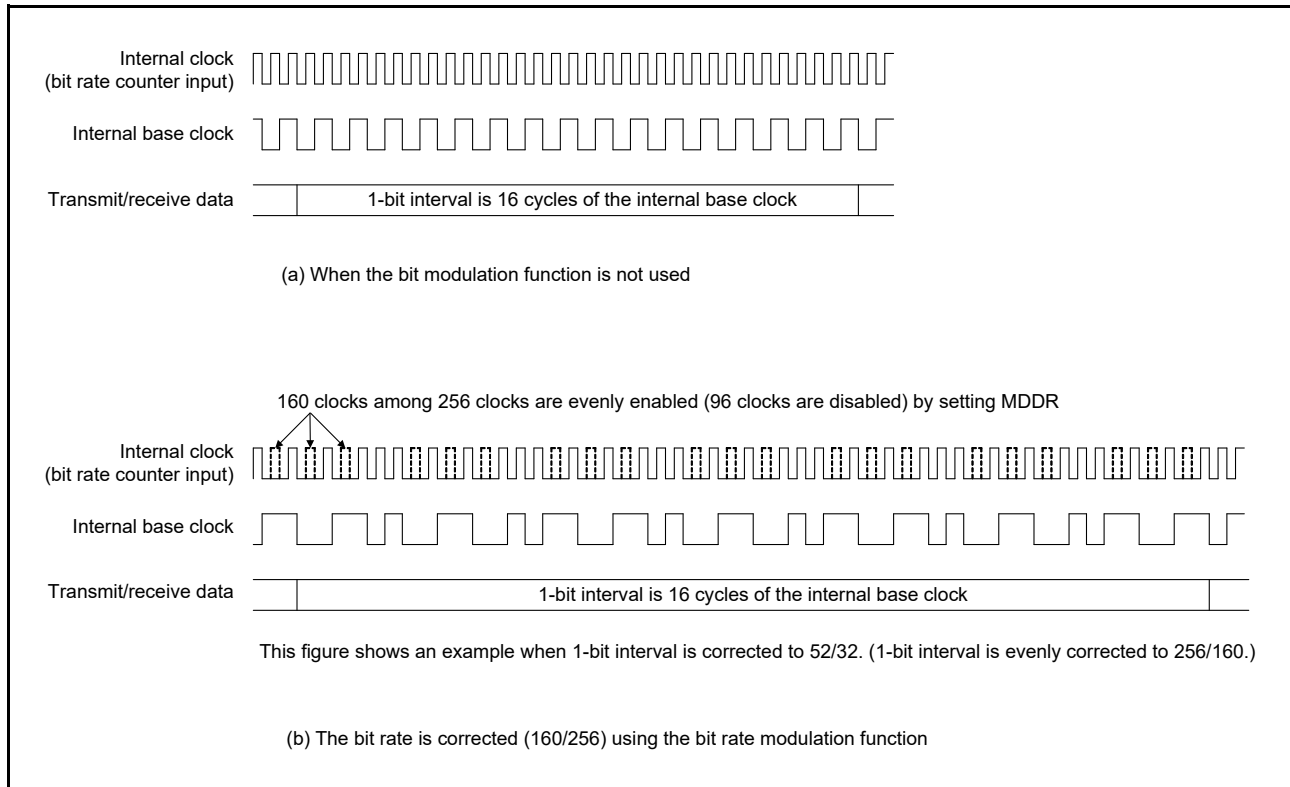 Internal clock
(bit rate counter input)
Internal base clock
Transmit/receive data
1-bit interval is 16 cycles of the internal base clock
(a) When the bit modulation function is not used
160 clocks among 256 clocks are evenly enabled (96 clocks are disabled) by setting MDDR
Internal clock
(bit rate counter input)
Internal base clock
Transmit/receive data
1-bit interval is 16 cycles of the internal base clock
This figure shows an example when 1-bit interval is corrected to 52/32. (1-bit interval is evenly corrected to 256/160.)
(b) The bit rate is corrected (160/256) using the bit rate modulation function